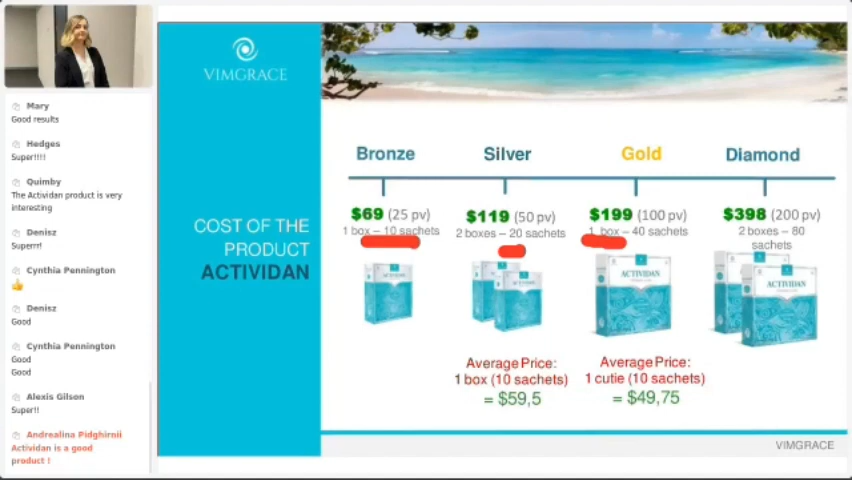 Mary
Good results
Hedges
Super!!!!
Quimby
The Actividan product is very
interesting
Denisz
Superr!
Cynthia Pennington
👍
Denisz
Good
Cynthia Pennington
Good
Good
Alexis Gilson
Super!!
Andrealina Pidghirnii
Actividan is a good
product !
VIMGRACE
COST OF THE
PRODUCT
ACTIVIDAN
Bronze
Silver
Gold
Diamond
$69 (25 pv)
1 box – 10 sachets
$119 (50 pv)
2 boxes – 20 sachets
$199 (100 pv)
1 box – 40 sachets
$398 (200 pv)
2 boxes – 80
sachets
ACTIVIDAN
ACTIVIDAN
Average Price:
1 box (10 sachets)
= $59,5
Average Price:
1 cutie (10 sachets)
= $49,75
VIMGRACE